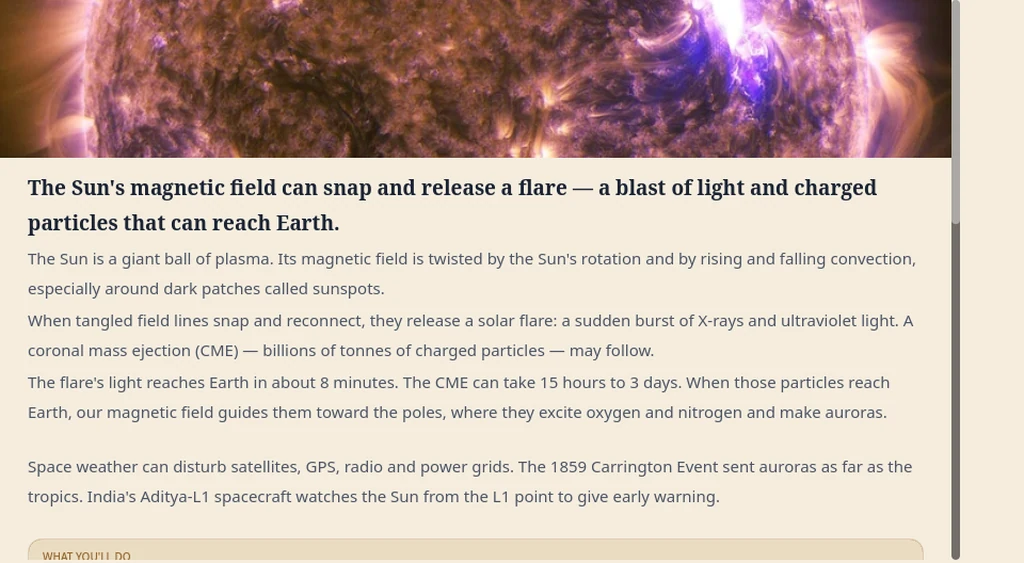 The Sun's magnetic field can snap and release a flare — a blast of light and charged
particles that can reach Earth.
The Sun is a giant ball of plasma. Its magnetic field is twisted by the Sun's rotation and by rising and falling convection,
especially around dark patches called sunspots.
When tangled field lines snap and reconnect, they release a solar flare: a sudden burst of X-rays and ultraviolet light. A
coronal mass ejection (CME) — billions of tonnes of charged particles — may follow.
The flare's light reaches Earth in about 8 minutes. The CME can take 15 hours to 3 days. When those particles reach
Earth, our magnetic field guides them toward the poles, where they excite oxygen and nitrogen and make auroras.
Space weather can disturb satellites, GPS, radio and power grids. The 1859 Carrington Event sent auroras as far as the
tropics. India's Aditya-L1 spacecraft watches the Sun from the L1 point to give early warning.
WHAT YOU'LL DO